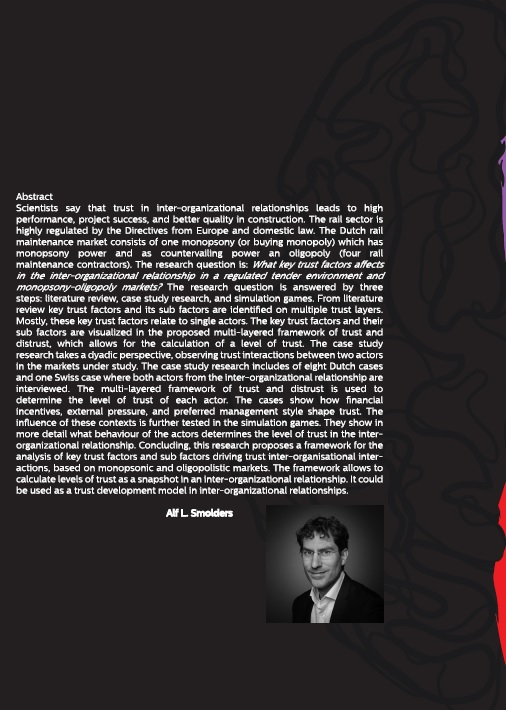 Abstract
Scientists say that trust in inter-organizational relationships leads to high
performance, project success, and better quality in construction. The rail sector is
highly regulated by the Directives from Europe and domestic law. The Dutch rail
maintenance market consists of one monopsony (or buying monopoly) which has
monopsony power and as countervailing power an oligopoly (four rail
maintenance contractors). The research question is: What key trust factors affects
in the inter-organizational relationship in a regulated tender environment and
monopsony-oligopoly markets? The research question is answered by three
steps: literature review, case study research, and simulation games. From literature
review key trust factors and its sub factors are identified on multiple trust layers.
Mostly, these key trust factors relate to single actors. The key trust factors and their
sub factors are visualized in the proposed multi-layered framework of trust and
distrust, which allows for the calculation of a level of trust. The case study
research takes a dyadic perspective, observing trust interactions between two actors
in the markets under study. The case study research includes of eight Dutch cases
and one Swiss case where both actors from the inter-organizational relationship are
interviewed. The multi-layered framework of trust and distrust is used to
determine the level of trust of each actor. The cases show how financial
incentives, external pressure, and preferred management style shape trust. The
influence of these contexts is further tested in the simulation games. They show in
more detail what behaviour of the actors determines the level of trust in the inter-
organizational relationship. Concluding, this research proposes a framework for the
analysis of key trust factors and sub factors driving trust inter-organisational inter-
actions, based on monopsonic and oligopolistic markets. The framework allows to
calculate levels of trust as a snapshot in an inter-organizational relationship. It could
be used as a trust development model in inter-organizational relationships.
Alf L. Smolders